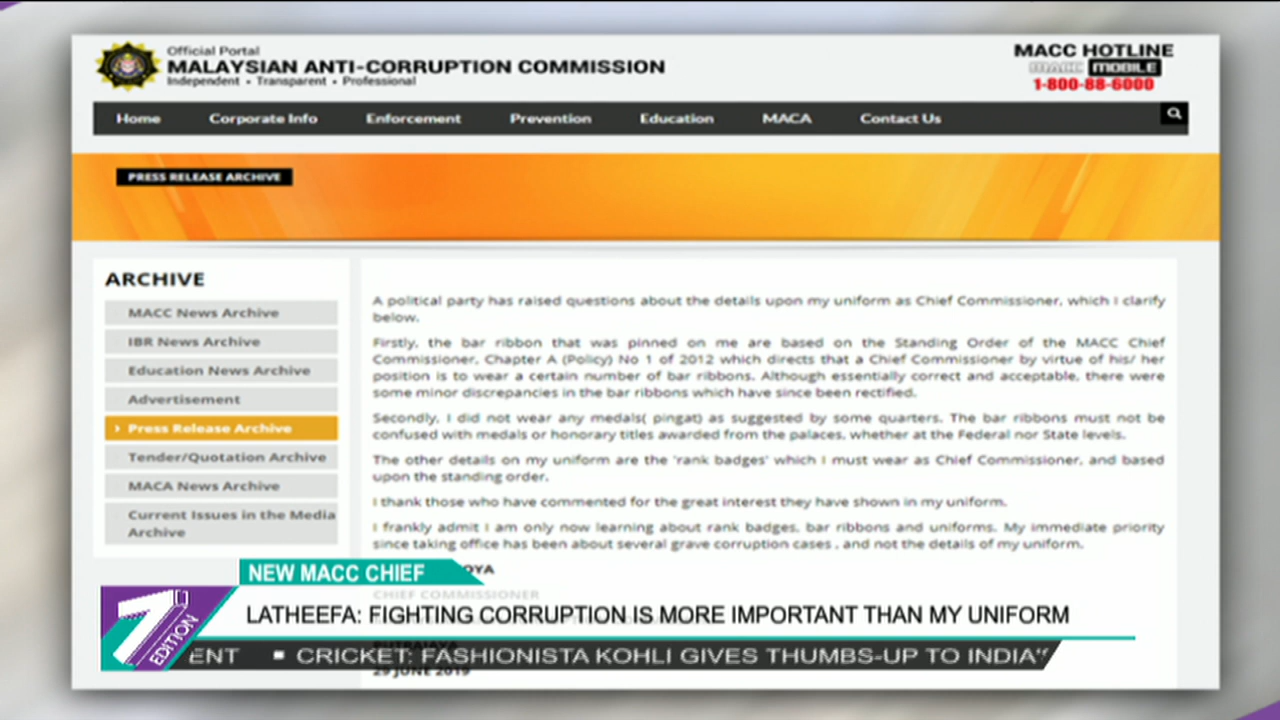 Official Portal
MALAYSIAN ANTI-CORRUPTION COMMISSION
Independent • Transparent • Professional
MACC HOTLINE
MACC MOBILE
1-800-88-6000
Home Corporate Info Enforcement Prevention Education MACA Contact Us
PRESS RELEASE ARCHIVE
ARCHIVE
MACC News Archive
IBR News Archive
Education News Archive
Advertisement
Press Release Archive
Tender/Quotation Archive
MACA News Archive
Current Issues in the Media
Archive
A political party has raised questions about the details upon my uniform as Chief Commissioner, which I clarify
below.
Firstly, the bar ribbon that was pinned on me are based on the Standing Order of the MACC Chief
Commissioner, Chapter A (Policy) No 1 of 2012 which directs that a Chief Commissioner by virtue of his/ her
position is to wear a certain number of bar ribbons. Although essentially correct and acceptable, there were
some minor discrepancies in the bar ribbons which have since been rectified.
Secondly, I did not wear any medals( pingat) as suggested by some quarters. The bar ribbons must not be
confused with medals or honorary titles awarded from the palaces, whether at the Federal nor State levels.
The other details on my uniform are the 'rank badges' which I must wear as Chief Commissioner, and based
upon the standing order.
I thank those who have commented for the great interest they have shown in my uniform.
I frankly admit I am only now learning about rank badges, bar ribbons and uniforms. My immediate priority
since taking office has been about several grave corruption cases , and not the details of my uniform.
OYA
CHIEF COMMISSIONER
NEW MACC CHIEF
7 EDITION
LATHEEFA: FIGHTING CORRUPTION IS MORE IMPORTANT THAN MY UNIFORM
ENT ▪ CRICKET: FASHIONISTA KOHLI GIVES THUMBS-UP TO INDIA'
29 JUNE 2019